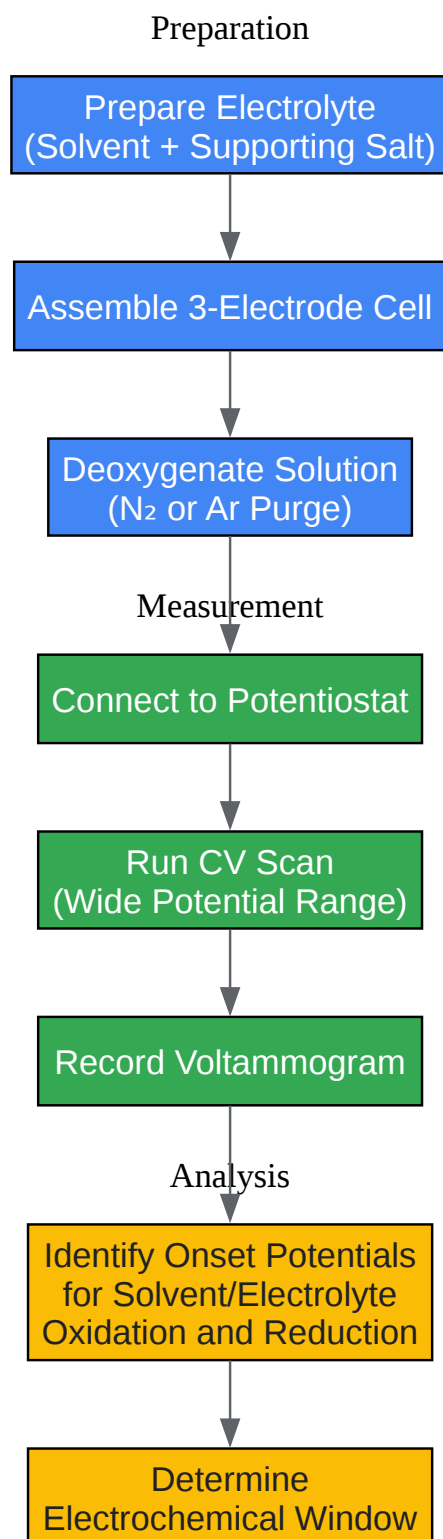 Preparation
Prepare Electrolyte
(Solvent + Supporting Salt)
Assemble 3-Electrode Cell
Deoxygenate Solution
(N₂ or Ar Purge)
Measurement
Connect to Potentiostat
Run CV Scan
(Wide Potential Range)
Record Voltammogram
Analysis
Identify Onset Potentials
for Solvent/Electrolyte
Oxidation and Reduction
Determine
Electrochemical Window